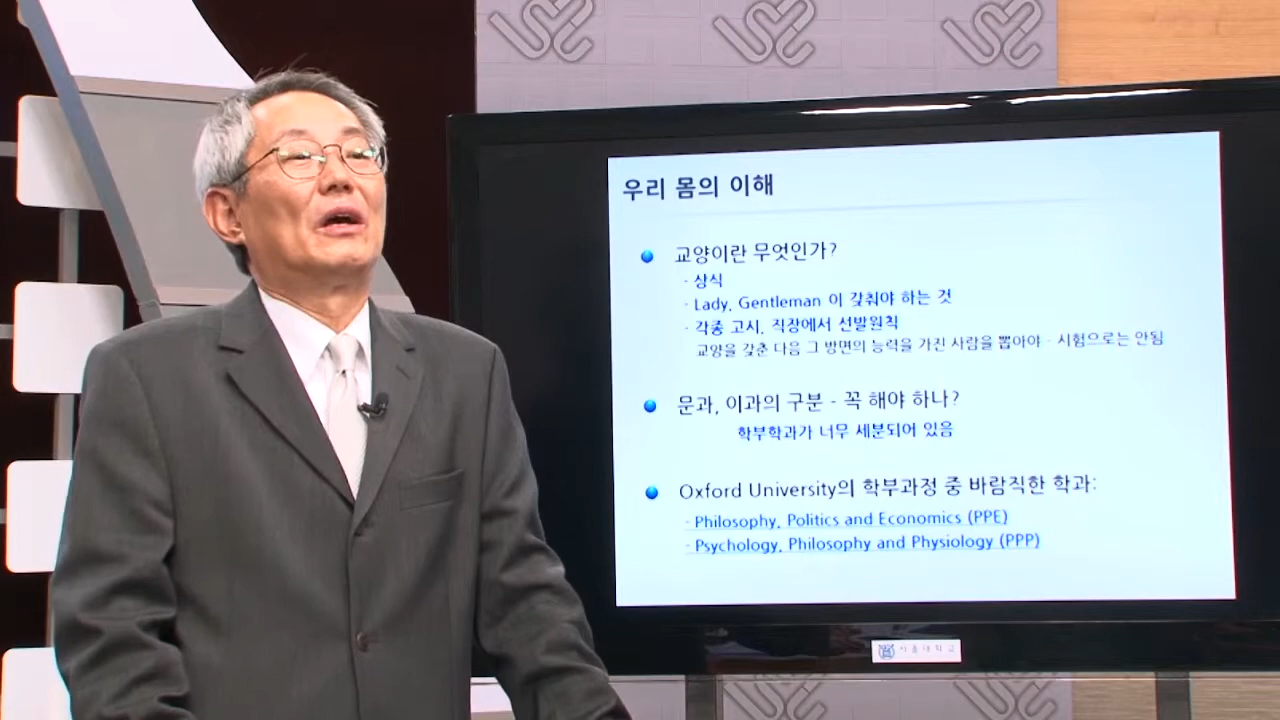 우리 몸의 이해
교양이란 무엇인가?
- 상식
- Lady, Gentleman 이 갖춰야 하는 것
- 각종 고시, 직장에서 선발원칙
교양을 갖춘 다음 그 방면의 능력을 가진 사람을 뽑아야 - 시험으로는 안됨
문과, 이과의 구분 - 꼭 해야 하나?
학부학과가 너무 세분되어 있음
Oxford University의 학부과정 중 바람직한 학과:
- Philosophy, Politics and Economics (PPE)
- Psychology, Philosophy and Physiology (PPP)
서울대학교